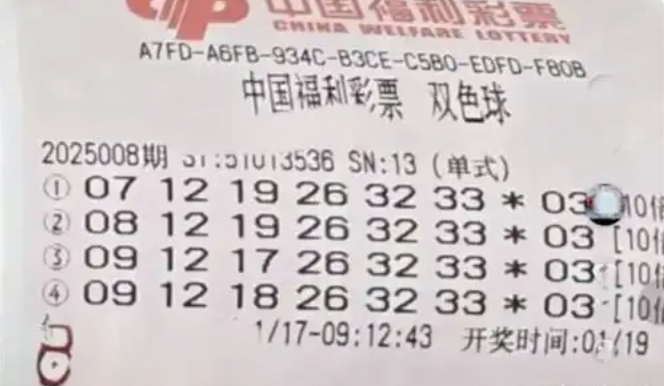 中国福利彩票
CHINA WELFARE LOTTERY
A7FD-A6FB-934C-B3CE-C5B0-EDFD-F80B
中国福利彩票 双色球
2025008期 ST:51013536 SN:13 (单式)
① 07 12 19 26 32 33 * 03 [10倍
② 08 12 19 26 32 33 * 03 [10倍
③ 09 12 17 26 32 33 * 03 [10倍
④ 09 12 18 26 32 33 * 03 [10倍
1/17-09:12:43 开奖时间:01/19